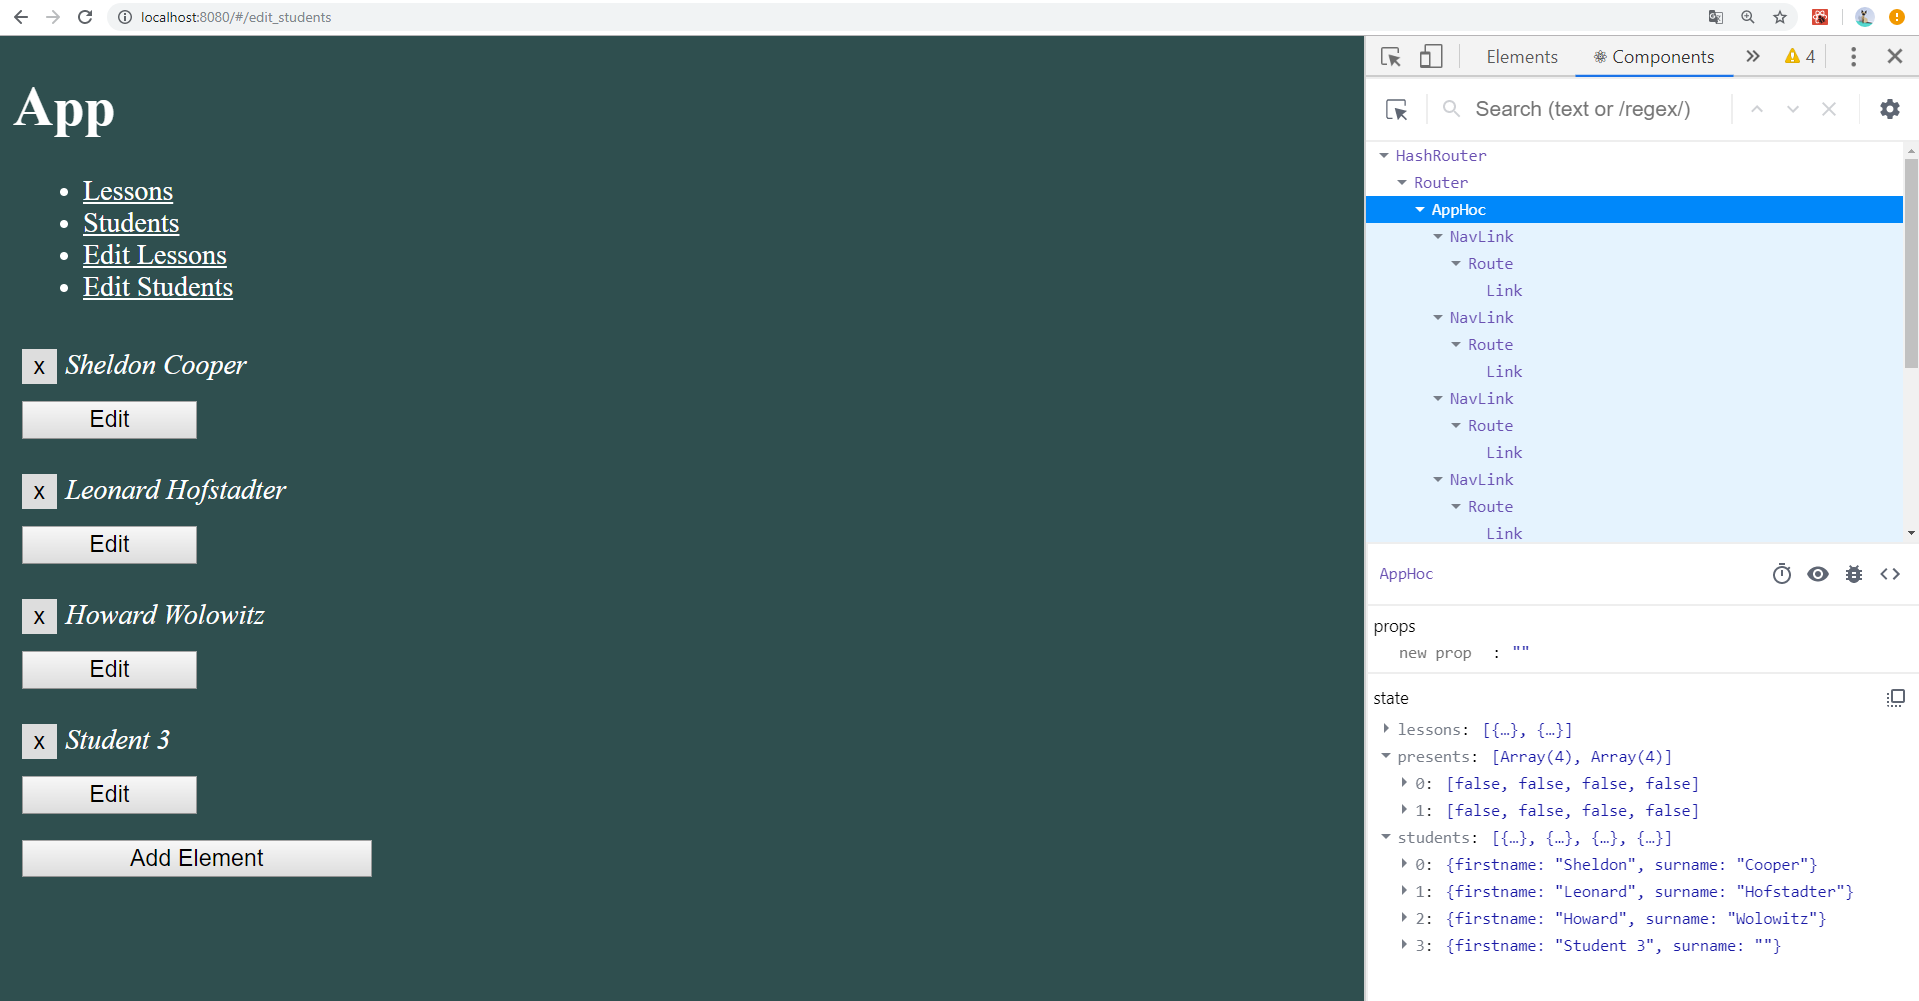 localhost:8080/#/edit_students
App
Lessons
Students
Edit Lessons
Edit Students
x Sheldon Cooper
Edit
x Leonard Hofstadter
Edit
x Howard Wolowitz
Edit
x Student 3
Edit
Add Element
Elements Components 4
Search (text or /regex/)
HashRouter
Router
AppHoc
NavLink
Route
Link
NavLink
Route
Link
NavLink
Route
Link
NavLink
Route
Link
AppHoc
props
new prop : ""
state
lessons: [{…}, {…}]
presents: [Array(4), Array(4)]
0: [false, false, false, false]
1: [false, false, false, false]
students: [{…}, {…}, {…}, {…}]
0: {firstname: "Sheldon", surname: "Cooper"}
1: {firstname: "Leonard", surname: "Hofstadter"}
2: {firstname: "Howard", surname: "Wolowitz"}
3: {firstname: "Student 3", surname: ""}